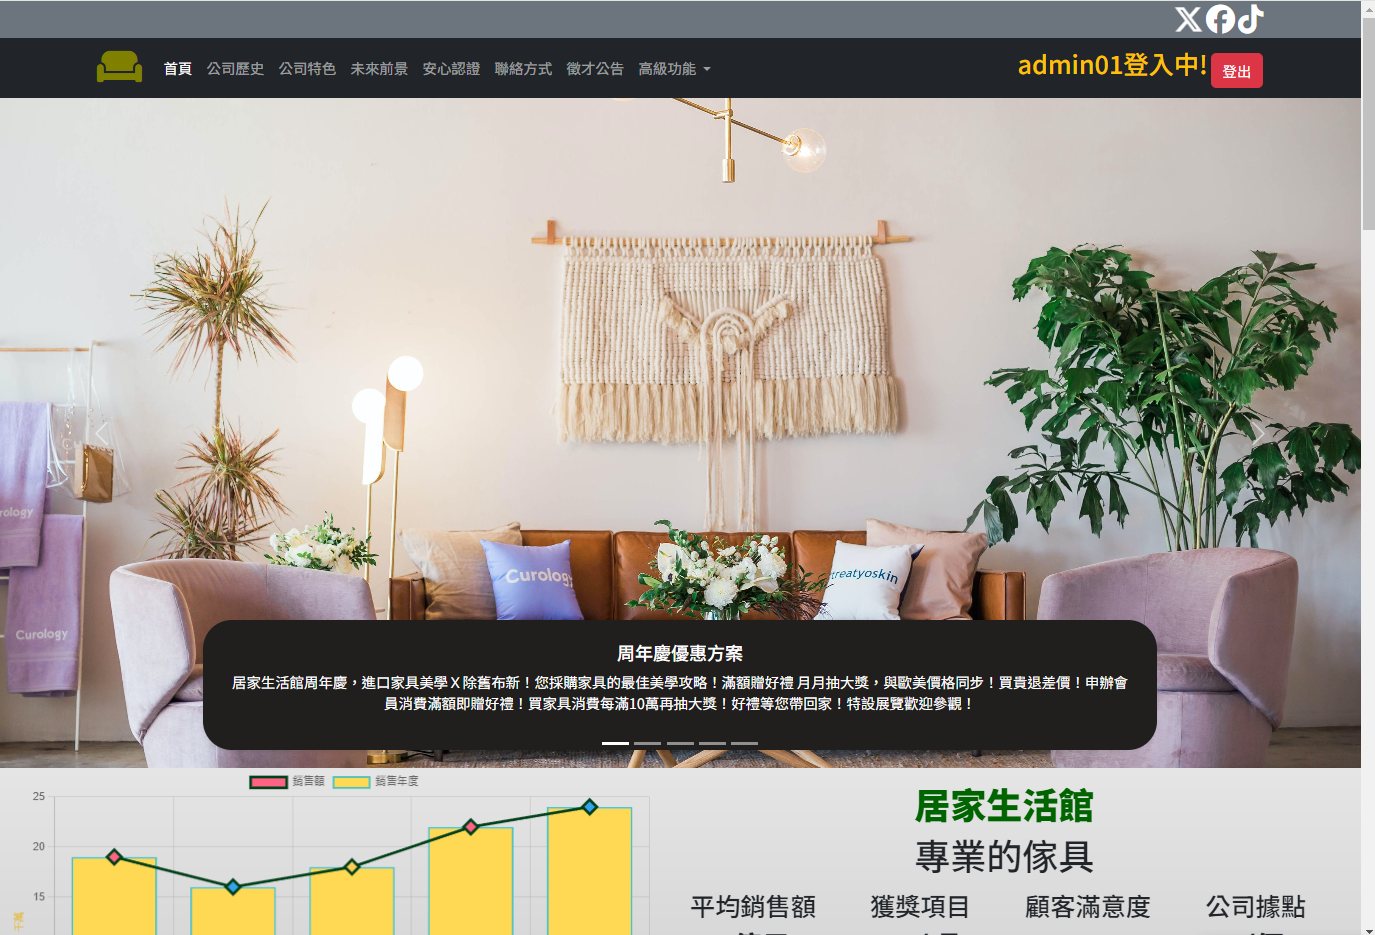 首頁 公司歷史 公司特色 未來前景 安心認證 聯絡方式 徵才公告 高級功能 admin01登入中! 登出
Curology
treatyoskin
rology
Curology
周年慶優惠方案
居家生活館周年慶，進口家具美學Ｘ除舊布新！您採購家具的最佳美學攻略！滿額贈好禮 月月抽大獎，與歐美價格同步！買貴退差價！申辦會
員消費滿額即贈好禮！買家具消費每滿10萬再抽大獎！好禮等您帶回家！特設展覽歡迎參觀！
銷售額 銷售年度
25
20
15
居家生活館
專業的傢具
平均銷售額 獲獎項目 顧客滿意度 公司據點